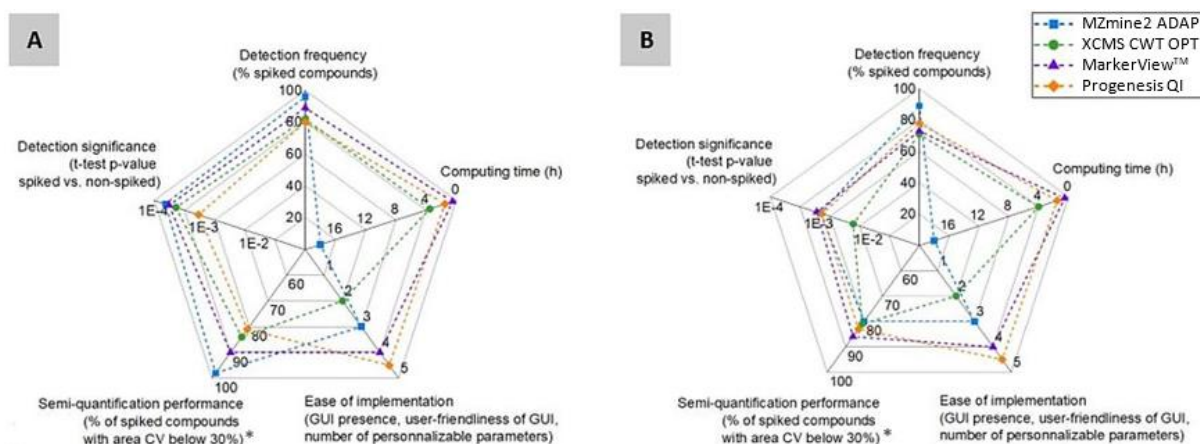 A
Detection frequency
(% spiked compounds)
100
80
60
40
20
Detection significance
(t-test p-value
spiked vs. non-spiked)
1E-4
1E-3
1E-2
Computing time (h)
0
4
8
12
16
1
2
3
4
5
60
70
80
90
100
Semi-quantification performance
(% of spiked compounds
with area CV below 30%) *
Ease of implementation
(GUI presence, user-friendliness of GUI,
number of personnalizable parameters)
B
MZmine2 ADAP
XCMS CWT OPT
MarkerView™
Progenesis QI
Detection frequency
(% spiked compounds)
100
80
60
40
20
Detection significance
(t-test p-value
spiked vs. non-spiked)
1E-4
1E-3
1E-2
Computing time (h)
0
4
8
12
16
1
2
3
4
5
60
70
80
90
100
Semi-quantification performance
(% of spiked compounds
with area CV below 30%) *
Ease of implementation
(GUI presence, user-friendliness of GUI,
number of personnalizable parameters)